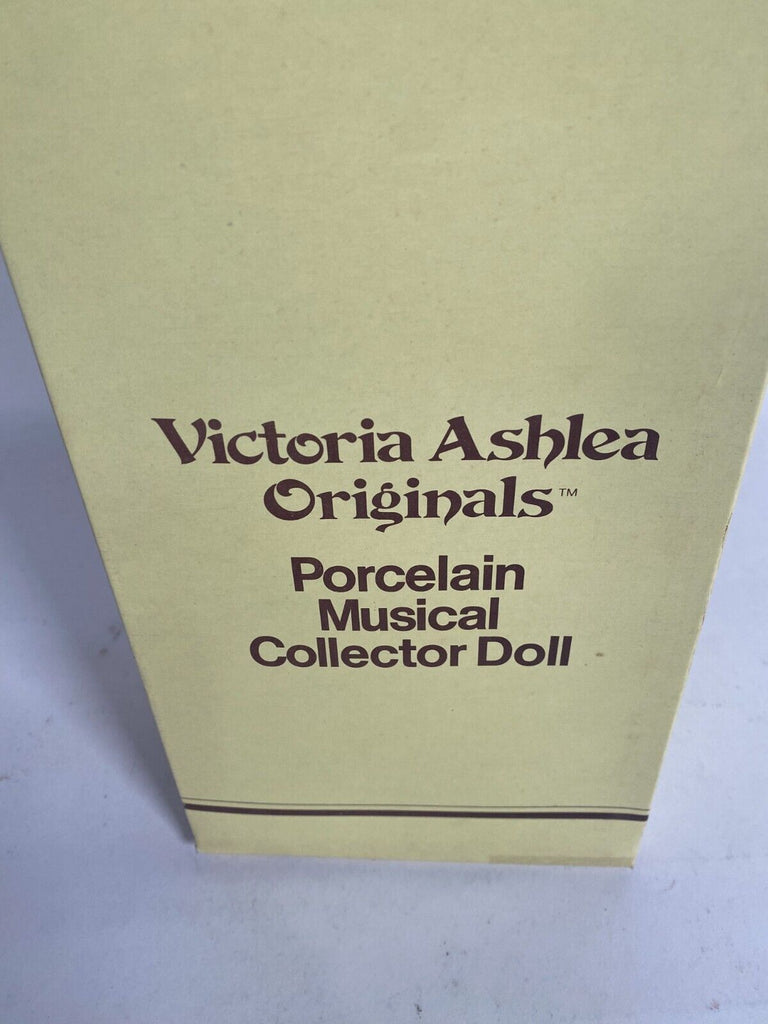 Victoria Ashlea
Originals™
Porcelain
Musical
Collector Doll